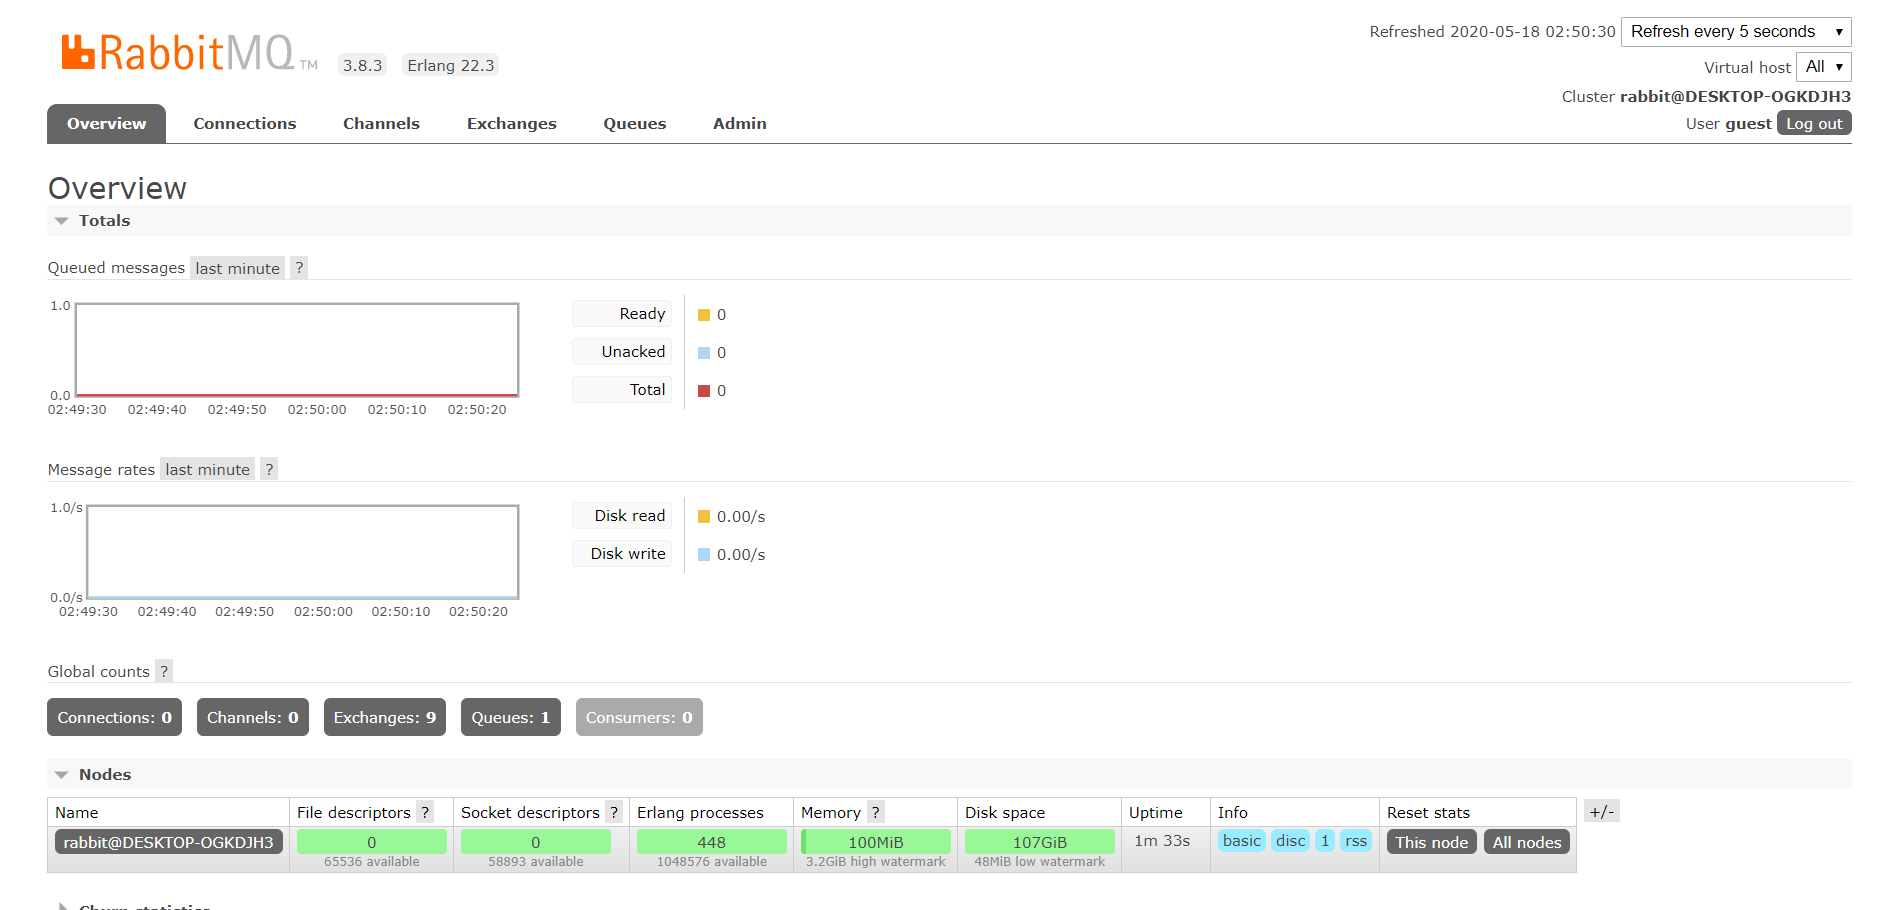 RabbitMQ TM 3.8.3 Erlang 22.3
Refreshed 2020-05-18 02:50:30 Refresh every 5 seconds
Virtual host All
Cluster rabbit@DESKTOP-OGKDJH3
User guest Log out
Overview Connections Channels Exchanges Queues Admin
Overview
Totals
Queued messages last minute ?
1.0
0.0
02:49:30 02:49:40 02:49:50 02:50:00 02:50:10 02:50:20
Ready 0
Unacked 0
Total 0
Message rates last minute ?
1.0/s
0.0/s
02:49:30 02:49:40 02:49:50 02:50:00 02:50:10 02:50:20
Disk read 0.00/s
Disk write 0.00/s
Global counts ?
Connections: 0 Channels: 0 Exchanges: 9 Queues: 1 Consumers: 0
Nodes
Name File descriptors ? Socket descriptors ? Erlang processes Memory ? Disk space Uptime Info Reset stats +/-
rabbit@DESKTOP-OGKDJH3 0 0 448 100MiB 107GiB 1m 33s basic disc 1 rss This node All nodes
65536 available 58893 available 1048576 available 3.2GiB high watermark 48MiB low watermark
Churn statistics